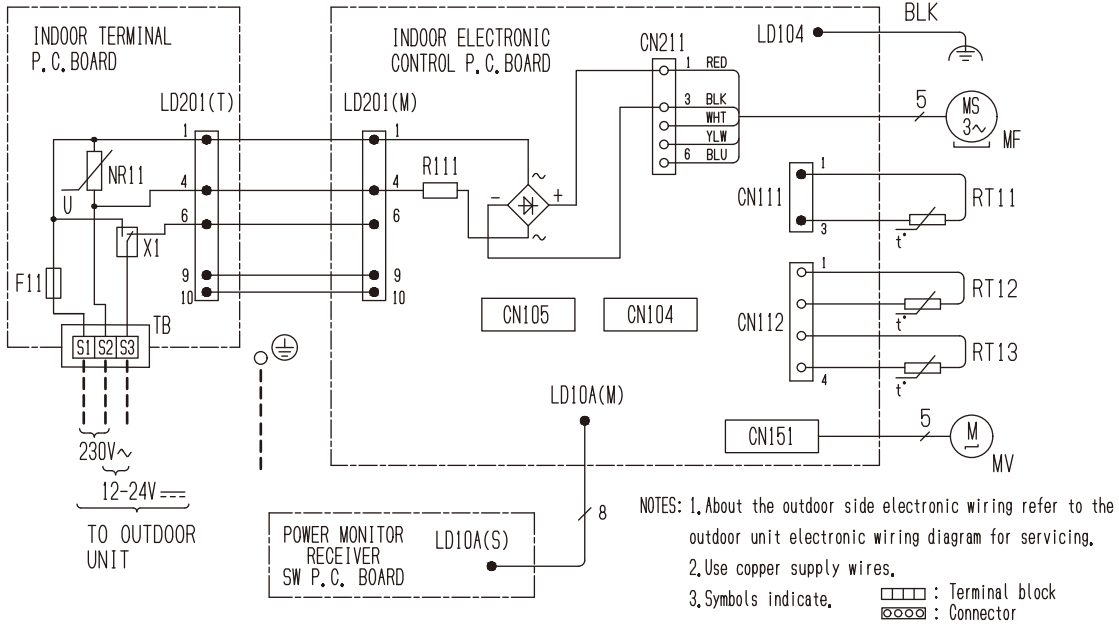 INDOOR TERMINAL
P.C.BOARD
INDOOR ELECTRONIC
CONTROL P.C.BOARD
CN211
LD104
BLK
1 RED
3 BLK
WHT
YLW
6 BLU
5
MS
3~
MF
LD201(T)
LD201(M)
1
1
NR11
U
4
4
R111
~
−
+
~
6
6
X1
F11
9
9
10
10
TB
S1 S2 S3
CN111
1
3
RT11
t°
CN112
1
4
RT12
t°
RT13
t°
CN105
CN104
230V~
12-24V
TO OUTDOOR
UNIT
LD10A(M)
CN151
5
M
MV
8
POWER MONITOR
RECEIVER
SW P.C. BOARD
LD10A(S)
NOTES: 1.About the outdoor side electronic wiring refer to the
outdoor unit electronic wiring diagram for servicing.
2.Use copper supply wires.
3.Symbols indicate.
: Terminal block
: Connector